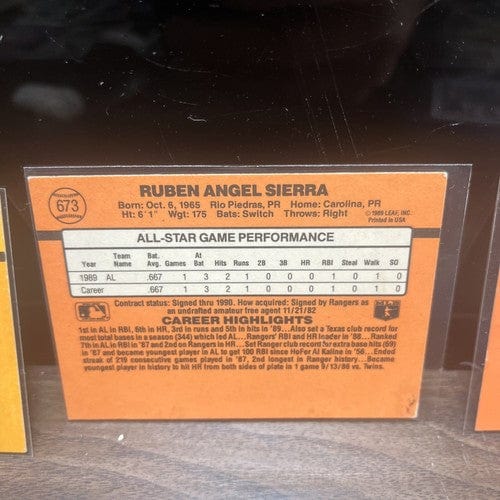 673
RUBEN ANGEL SIERRA
Born: Oct. 6, 1965 Rio Piedras, PR Home: Carolina, PR
Ht: 6'1" Wgt: 175 Bats: Switch Throws: Right
©1989 LEAF, INC.
Printed in USA
ALL-STAR GAME PERFORMANCE
Year Team Name Bat. Avg. Games At Bat Hits Runs 2B 3B HR RBI Steal Walk SO
1989 AL .667 1 3 2 1 0 0 0 1 0 1 0
Career .667 1 3 2 1 0 0 0 1 0 1 0
Contract status: Signed thru 1990. How acquired: Signed by Rangers as
an undrafted amateur free agent 11/21/82
CAREER HIGHLIGHTS
1st in AL in RBI, 6th in HR, 3rd in runs and 5th in hits in '89...Also set a Texas club record for
most total bases in a season (344) which led AL...Rangers' RBI and HR leader in '88...Ranked
7th in AL in RBI in '87 and 2nd on Rangers in HR...Set Ranger club record for extra base hits (69)
in '87 and became youngest player in AL to get 100 RBI since HoFer Al Kaline in '56...Ended
streak of 219 consecutive games played in '87, 2nd longest in Ranger history...Became
youngest player in history to hit HR from both sides of plate in 1 game 9/13/86 vs. Twins.